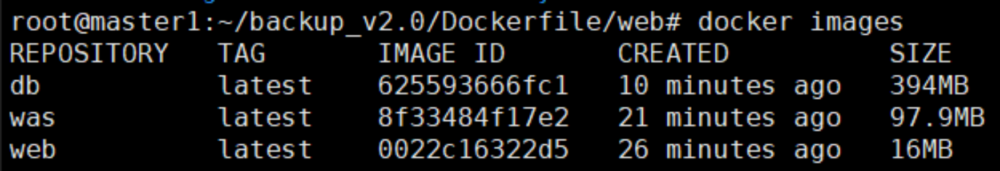 root@master1:~/backup_v2.0/Dockerfile/web# docker images
REPOSITORY   TAG       IMAGE ID       CREATED          SIZE
db           latest    625593666fc1   10 minutes ago   394MB
was          latest    8f33484f17e2   21 minutes ago   97.9MB
web          latest    0022c16322d5   26 minutes ago   16MB